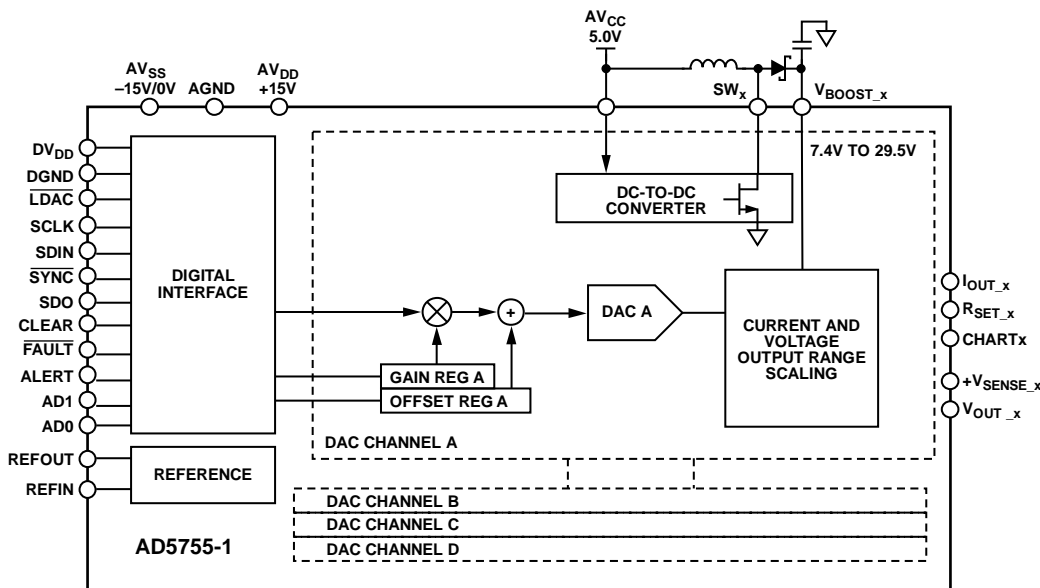 AVCC
5.0V
AVSS
–15V/0V
AGND
AVDD
+15V
SWx
VBOOST_x
DVDD
DGND
LDAC
SCLK
SDIN
SYNC
SDO
CLEAR
FAULT
ALERT
AD1
AD0
REFOUT
REFIN
DIGITAL
INTERFACE
REFERENCE
7.4V TO 29.5V
DC-TO-DC
CONVERTER
+
DAC A
CURRENT AND
VOLTAGE
OUTPUT RANGE
SCALING
GAIN REG A
OFFSET REG A
DAC CHANNEL A
DAC CHANNEL B
DAC CHANNEL C
DAC CHANNEL D
IOUT_x
RSET_x
CHARTx
+VSENSE_x
VOUT_x
AD5755-1